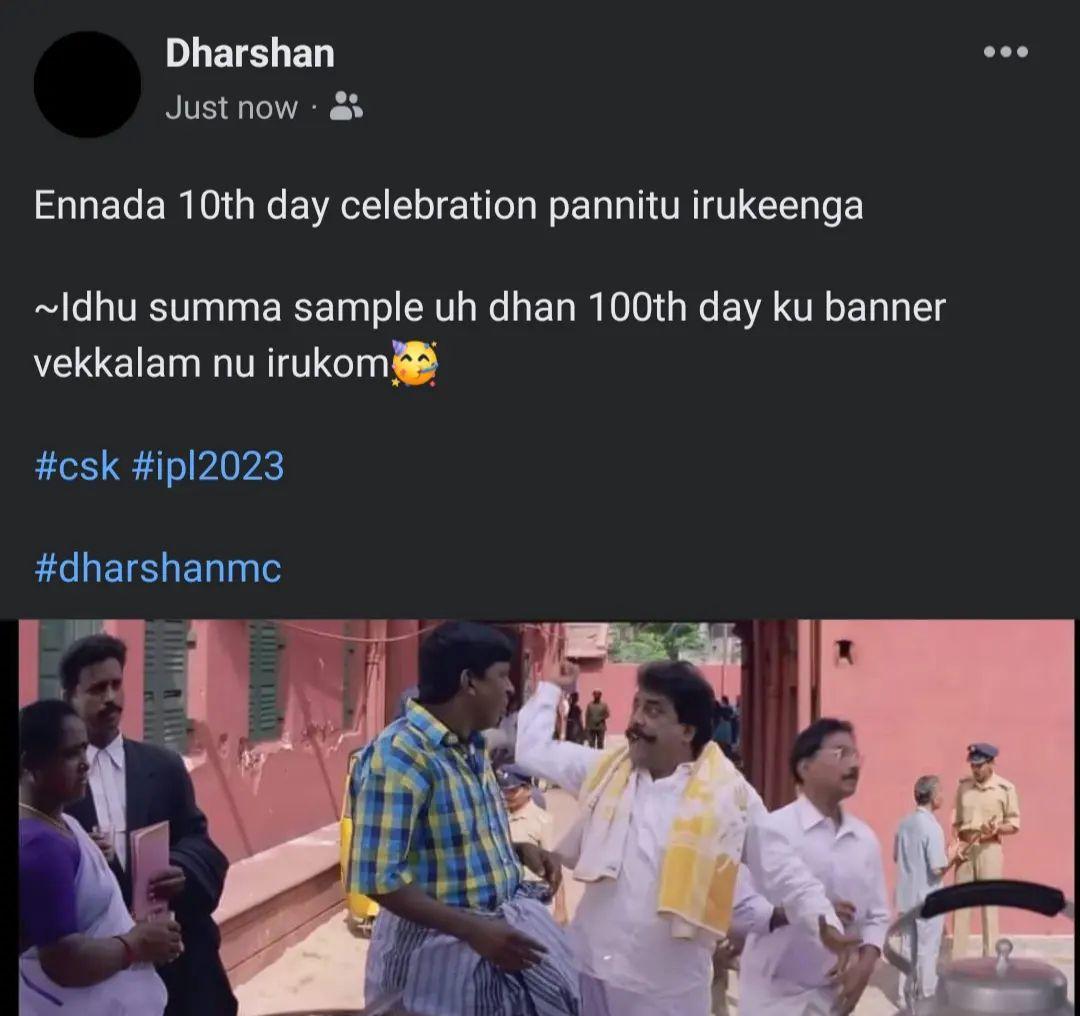 Dharshan
Just now ·
Ennada 10th day celebration pannitu irukeenga
~Idhu summa sample uh dhan 100th day ku banner
vekkalam nu irukom🥳
#csk #ipl2023
#dharshanmc